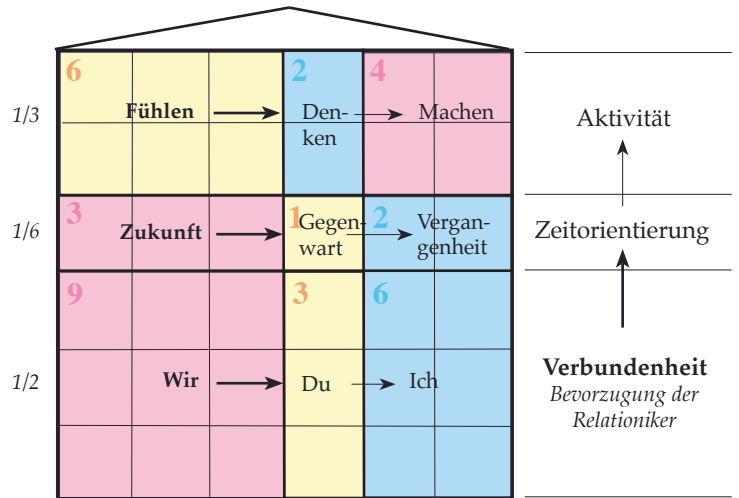 6 2 4
1/3 Fühlen Den- Machen Aktivität
ken
3 1 2
1/6 Zukunft Gegen- Vergan- Zeitorientierung
wart genheit
9 3 6
Verbundenheit
1/2 Wir Du Ich Bevorzugung der
Relationiker